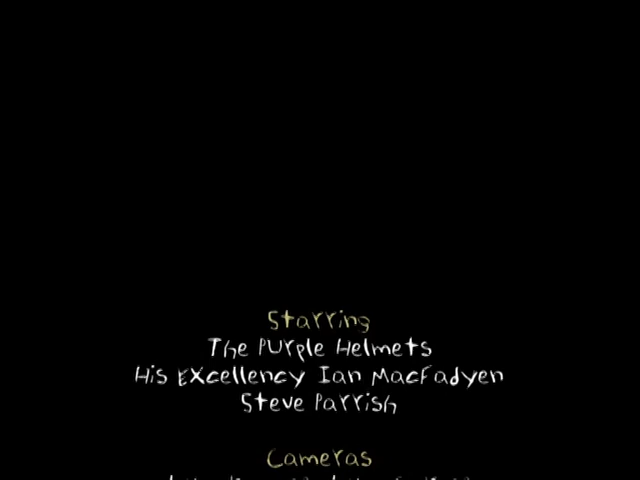 Starring
The Purple Helmets
His Excellency Ian MacFadyen
Steve Parrish
Cameras